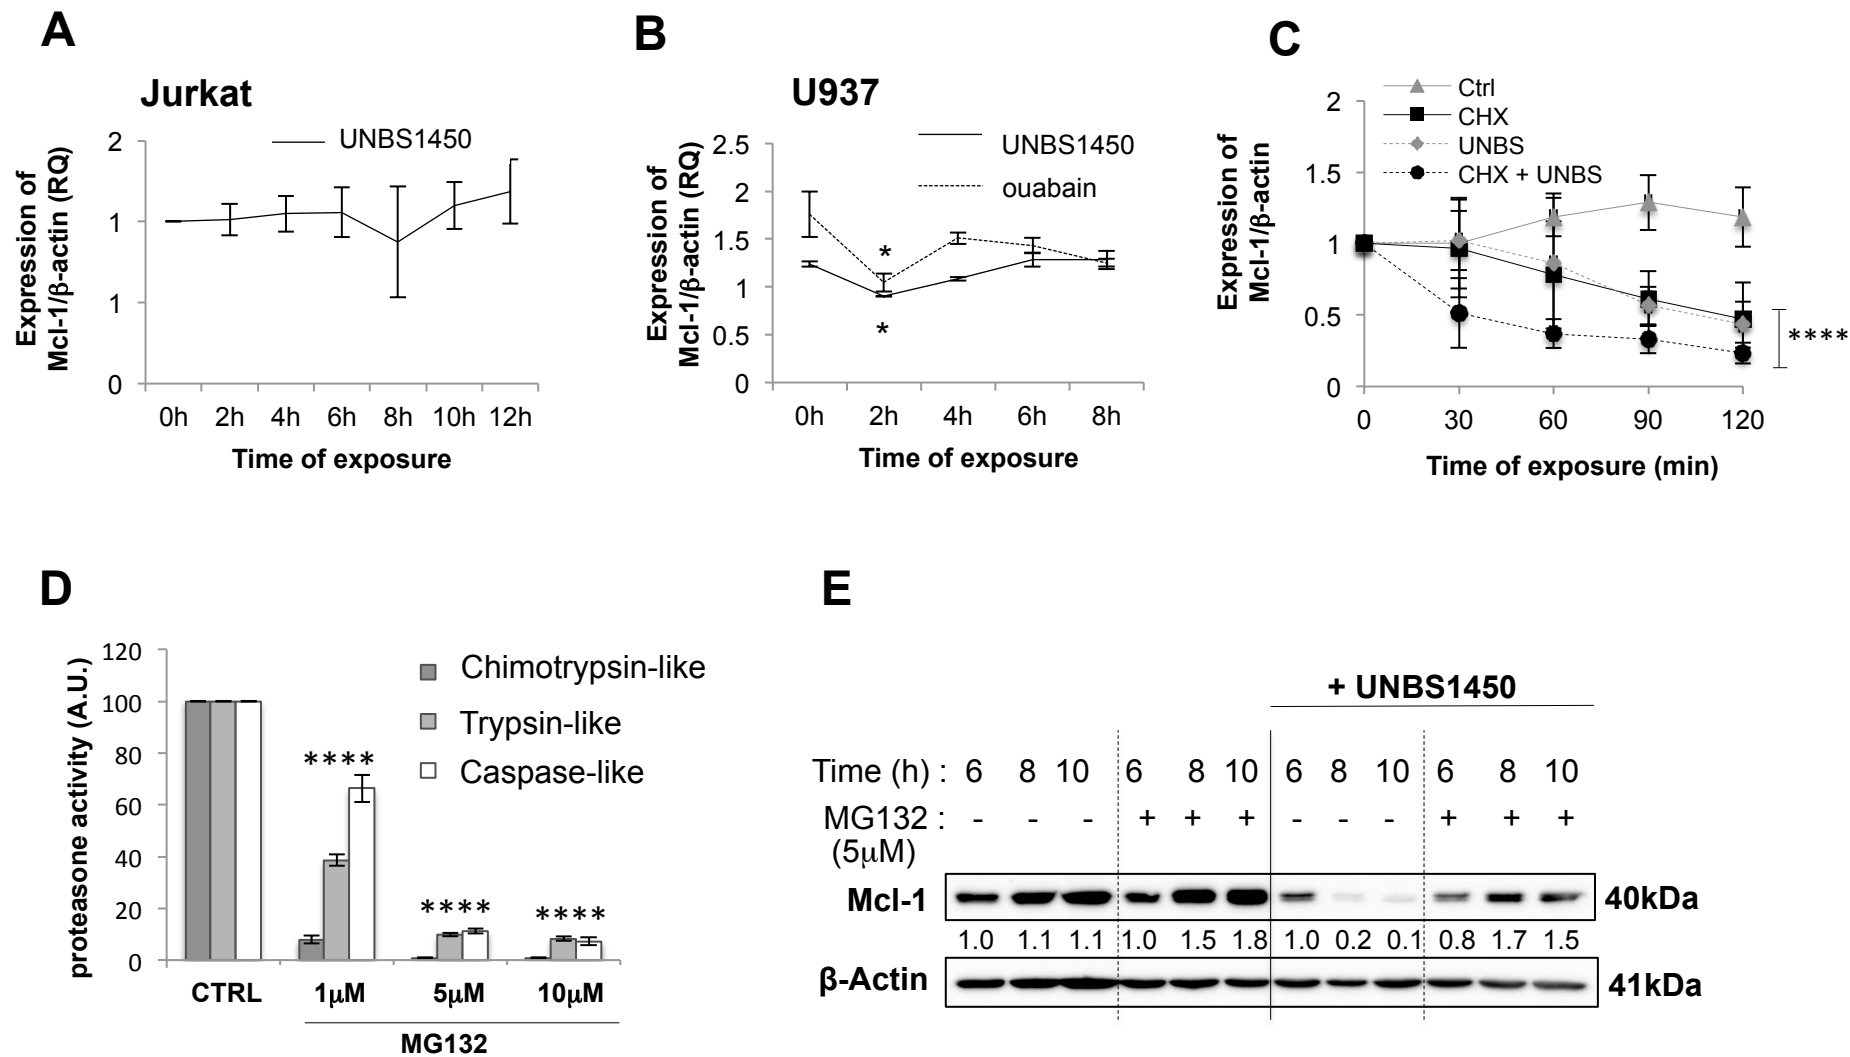 A
Jurkat
UNBS1450
Expression of
Mcl-1/β-actin (RQ)
2
1
1
0
0h 2h 4h 6h 8h 10h 12h
Time of exposure
B
U937
UNBS1450
ouabain
Expression of
Mcl-1/β-actin (RQ)
2.5
2
1.5
1
0.5
0
*
*
0h 2h 4h 6h 8h
Time of exposure
C
Ctrl
CHX
UNBS
CHX + UNBS
Expression of
Mcl-1/β-actin
2
1.5
1
0.5
0
****
0 30 60 90 120
Time of exposure (min)
D
proteasone activity (A.U.)
120
100
80
60
40
20
0
Chimotrypsin-like
Trypsin-like
Caspase-like
****
****
****
CTRL 1μM 5μM 10μM
MG132
E
+ UNBS1450
Time (h) : 6 8 10 6 8 10 6 8 10 6 8 10
MG132 : - - - + + + - - - + + +
(5μM)
Mcl-1 40kDa
1.0 1.1 1.1 1.0 1.5 1.8 1.0 0.2 0.1 0.8 1.7 1.5
β-Actin 41kDa